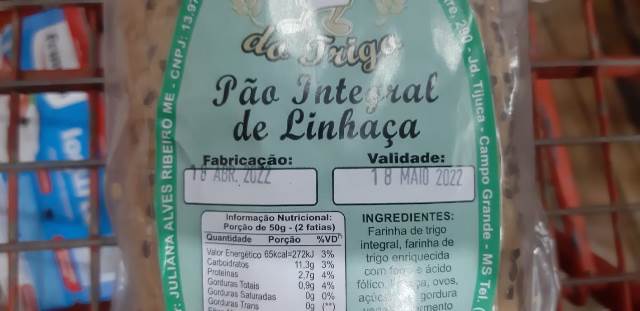 do Trigo
Pão Integral
de Linhaça
Fabricação:
18 ABR. 2022
Validade:
18 MAIO 2022
Informação Nutricional:
Porção de 50g - (2 fatias)
Quantidade Porção %VD
Valor Energético 65kcal=272kJ 3%
Carboidratos 11,3g 3%
Proteínas 2,7g 4%
Gorduras Totais 0,9g 4%
Gorduras Saturadas 0g 0%
Gorduras Trans 0g (**)
INGREDIENTES:
Farinha de trigo
integral, farinha de
trigo enriquecida
com e ácido
fólico, ovos,
gordura
: JULIANA ALVES RIBEIRO ME - CNPJ: 13.97
290 - Jd. Tijuca - Campo Grande - MS Tel. (